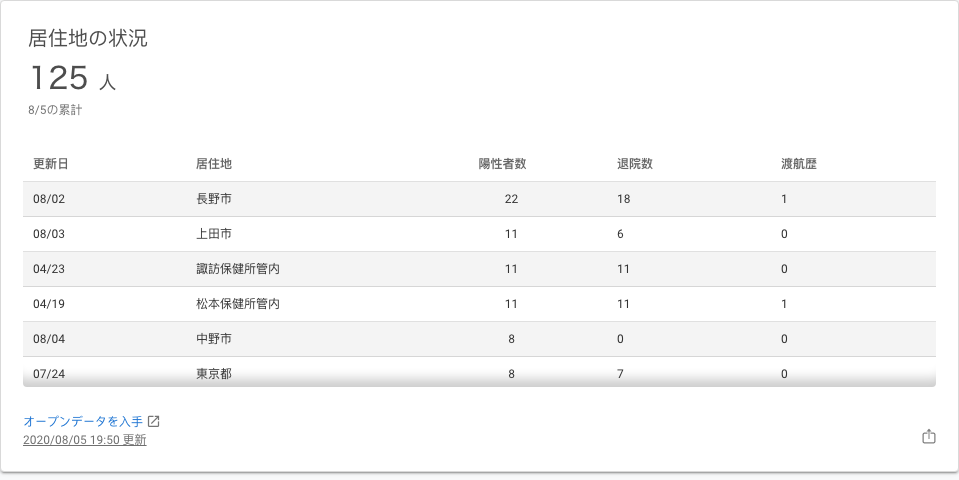 居住地の状況
125 人
8/5の累計
更新日 居住地 陽性者数 退院数 渡航歴
08/02 長野市 22 18 1
08/03 上田市 11 6 0
04/23 諏訪保健所管内 11 11 0
04/19 松本保健所管内 11 11 1
08/04 中野市 8 0 0
07/24 東京都 8 7 0
オープンデータを入手
2020/08/05 19:50 更新